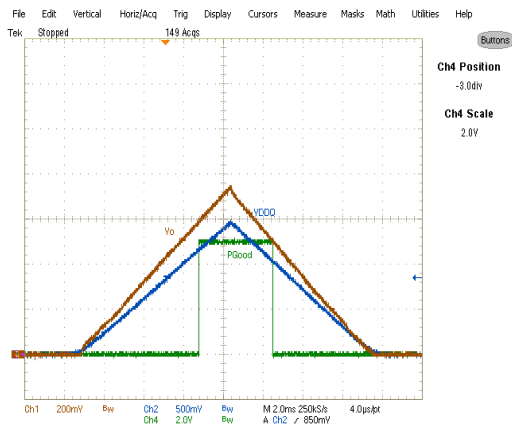 File Edit Vertical Horiz/Acq Trig Display Cursors Measure Masks Math Utilities Help
Tek Stopped 149 Acqs
Buttons
Ch4 Position
-3.0div
Ch4 Scale
2.0V
VDDQ
Vo
PGood
Ch1 200mV Bw Ch2 500mV Bw M 2.0ms 250kS/s 4.0µs/pt
Ch4 2.0V Bw A Ch2 / 850mV